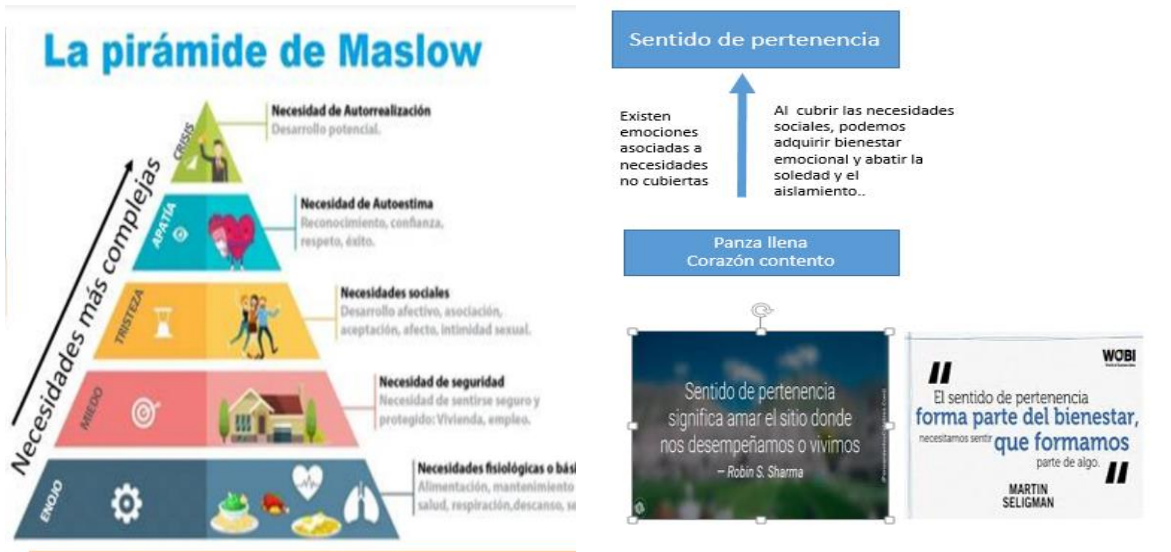 La pirámide de Maslow
Necesidades más complejas
CRISIS
Necesidad de Autorrealización
Desarrollo potencial.
APATÍA
Necesidad de Autoestima
Reconocimiento, confianza,
respeto, éxito.
TRISTEZA
Necesidades sociales
Desarrollo afectivo, asociación,
aceptación, afecto, intimidad sexual.
MIEDO
Necesidad de seguridad
Necesidad de sentirse seguro y
protegido: Vivienda, empleo.
ENOJO
Necesidades fisiológicas o bási
Alimentación, mantenimiento
salud, respiración,descanso, se
Sentido de pertenencia
Existen
emociones
asociadas a
necesidades
no cubiertas
Al cubrir las necesidades
sociales, podemos
adquirir bienestar
emocional y abatir la
soledad y el
aislamiento..
Panza llena
Corazón contento
Sentido de pertenencia
significa amar el sitio donde
nos desempeñamos o vivimos
– Robin S. Sharma
WOBI
"
El sentido de pertenencia
forma parte del bienestar,
necesitamos sentir que formamos
parte de algo.
"
MARTIN
SELIGMAN